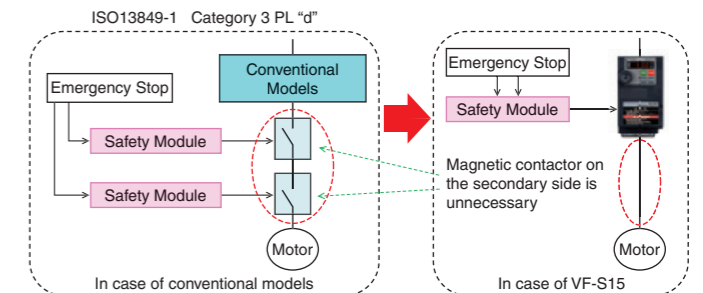 ISO13849-1 Category 3 PL “d”
Emergency Stop
Conventional
Models
Safety Module
Safety Module
Motor
In case of conventional models
Emergency Stop
Safety Module
Magnetic contactor on
the secondary side is
unnecessary
Motor
In case of VF-S15